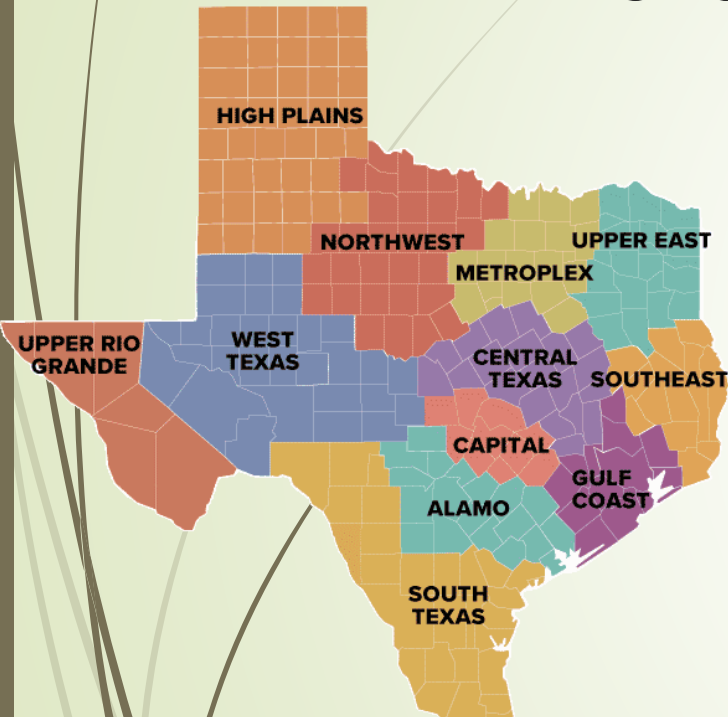 HIGH PLAINS
NORTHWEST
UPPER EAST
METROPLEX
UPPER RIO
GRANDE
WEST
TEXAS
CENTRAL
TEXAS
SOUTHEAST
CAPITAL
GULF
COAST
ALAMO
SOUTH
TEXAS